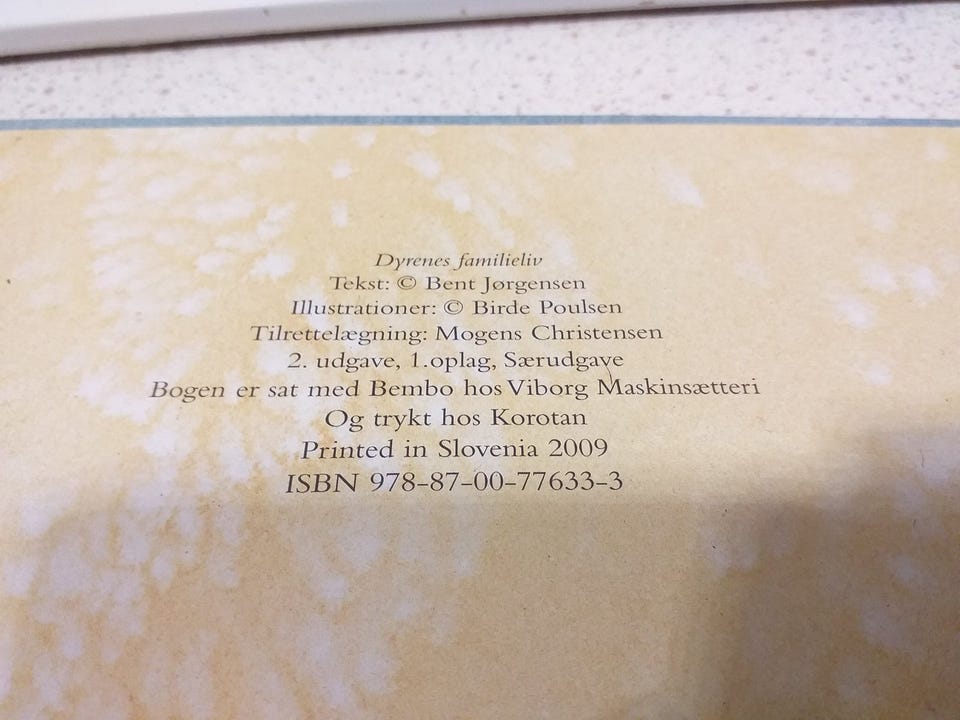 Dyrenes familieliv
Tekst: © Bent Jørgensen
Illustrationer: © Birde Poulsen
Tilrettelægning: Mogens Christensen
2. udgave, 1.oplag, Særudgave
Bogen er sat med Bembo hos Viborg Maskinsætteri
Og trykt hos Korotan
Printed in Slovenia 2009
ISBN 978-87-00-77633-3